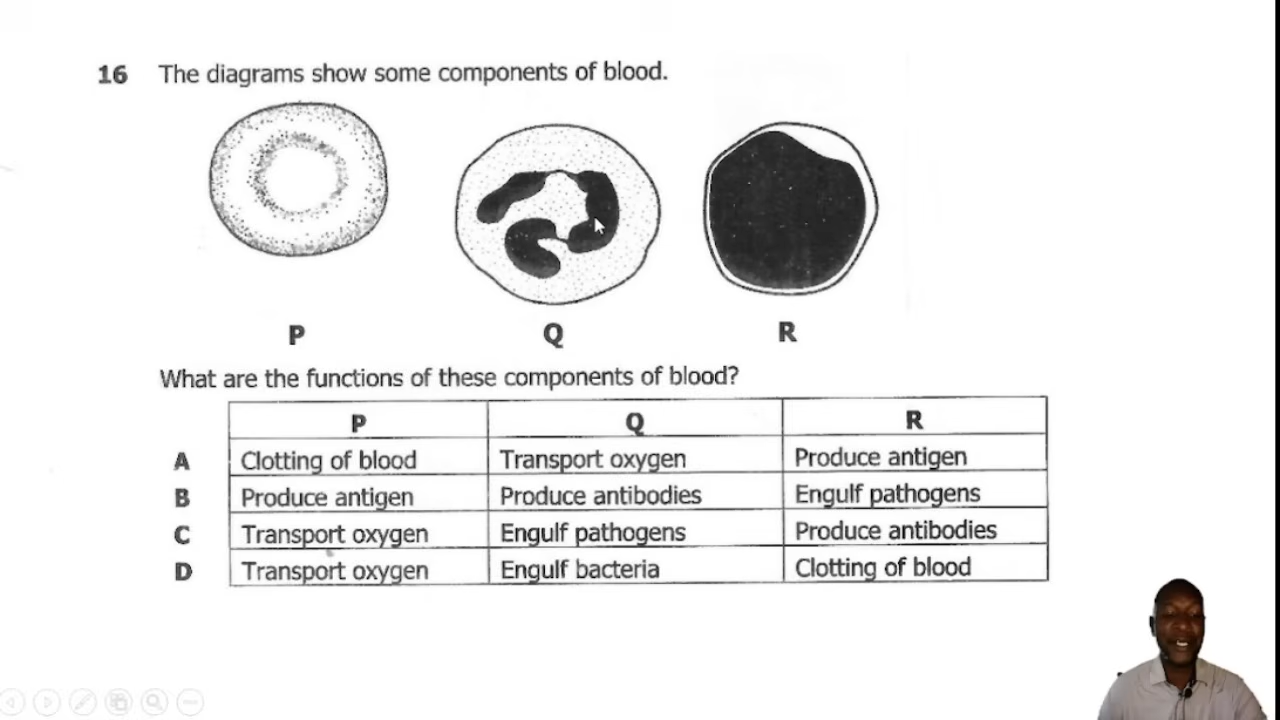 16 The diagrams show some components of blood.
P Q R
What are the functions of these components of blood?
P Q R
A Clotting of blood Transport oxygen Produce antigen
B Produce antigen Produce antibodies Engulf pathogens
C Transport oxygen Engulf pathogens Produce antibodies
D Transport oxygen Engulf bacteria Clotting of blood